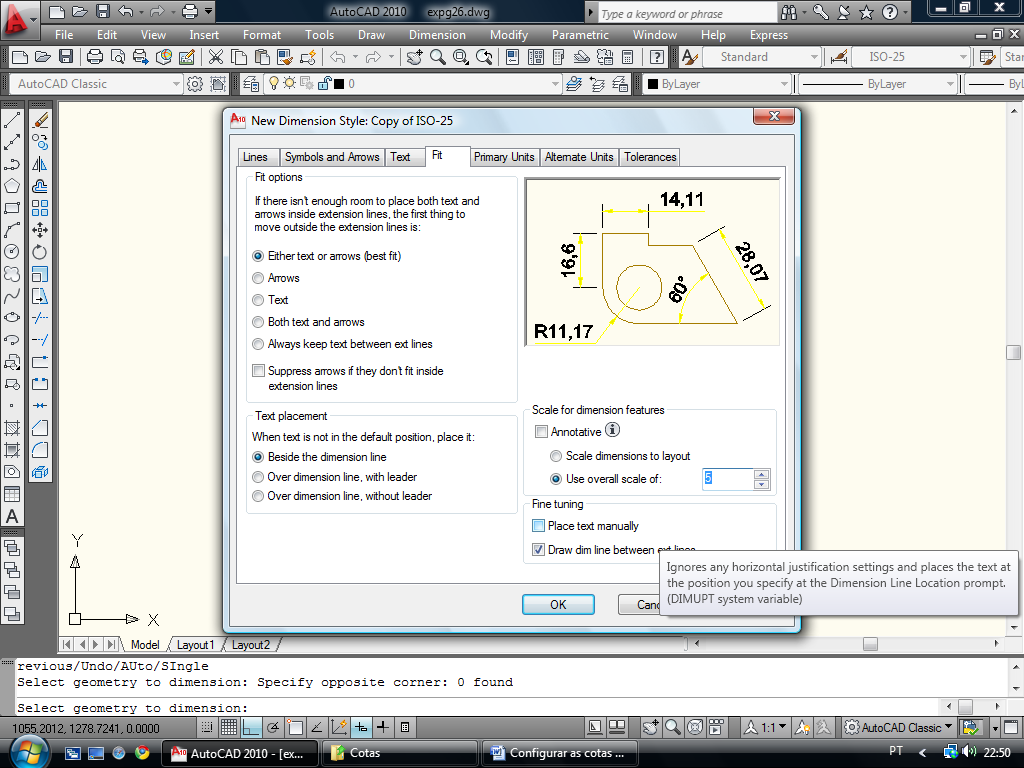 AutoCAD 2010 expg26.dwg
Type a keyword or phrase
File Edit View Insert Format Tools Draw Dimension Modify Parametric Window Help Express
Standard ISO-25 Star
AutoCAD Classic 0 ByLayer ByLayer By
New Dimension Style: Copy of ISO-25
Lines Symbols and Arrows Text Fit Primary Units Alternate Units Tolerances
Fit options
If there isn't enough room to place both text and
arrows inside extension lines, the first thing to
move outside the extension lines is:
Either text or arrows (best fit)
Arrows
Text
Both text and arrows
Always keep text between ext lines
Suppress arrows if they don't fit inside
extension lines
Text placement
When text is not in the default position, place it:
Beside the dimension line
Over dimension line, with leader
Over dimension line, without leader
14,11
16,6
28,07
60°
R11,17
Scale for dimension features
Annotative
Scale dimensions to layout
Use overall scale of: 5
Fine tuning
Place text manually
Draw dim line between ext lines
Ignores any horizontal justification settings and places the text at
the position you specify at the Dimension Line Location prompt.
(DIMUPT system variable)
OK Canc
A
Y
X
Model Layout1 Layout2
revious/Undo/AUto/SIngle
Select geometry to dimension: Specify opposite corner: 0 found
Select geometry to dimension:
1055.2012, 1278.7241, 0.0000 1:1 AutoCAD Classic
AutoCAD 2010 - [ex... Cotas Configurar as cotas ... PT 22:50